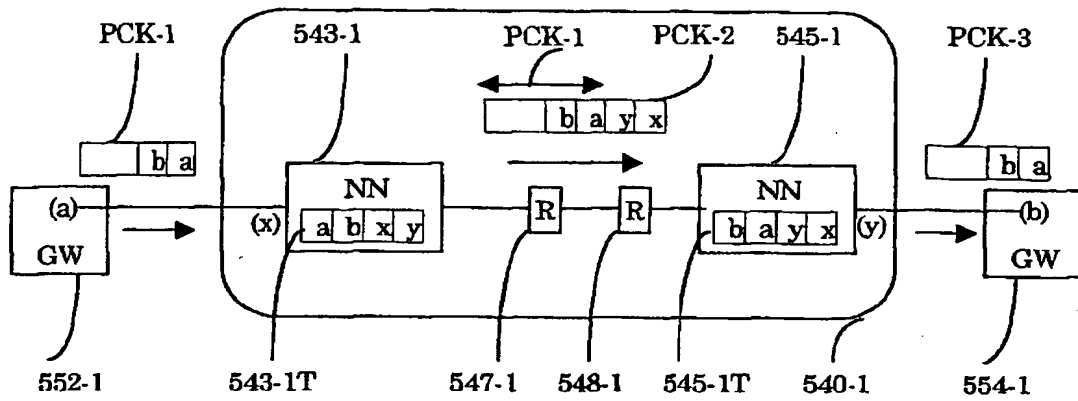 PCK-1 543-1 PCK-1 PCK-2 545-1 PCK-3
b a y x
b a
b a
NN NN
(a) (x) a b x y R R b a y x (y) (b)
GW GW
552-1 543-1T 547-1 548-1 545-1T 540-1 554-1